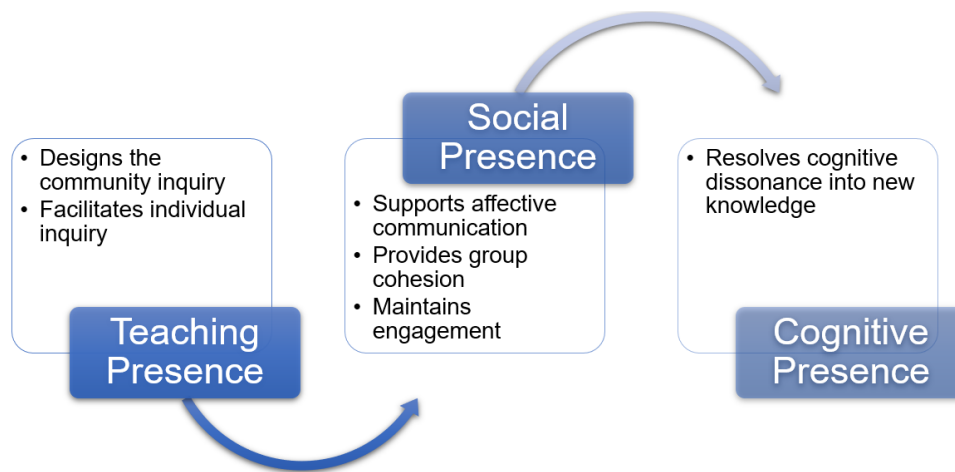 • Designs the
community inquiry
• Facilitates individual
inquiry
Teaching
Presence
Social
Presence
• Supports affective
communication
• Provides group
cohesion
• Maintains
engagement
• Resolves cognitive
dissonance into new
knowledge
Cognitive
Presence